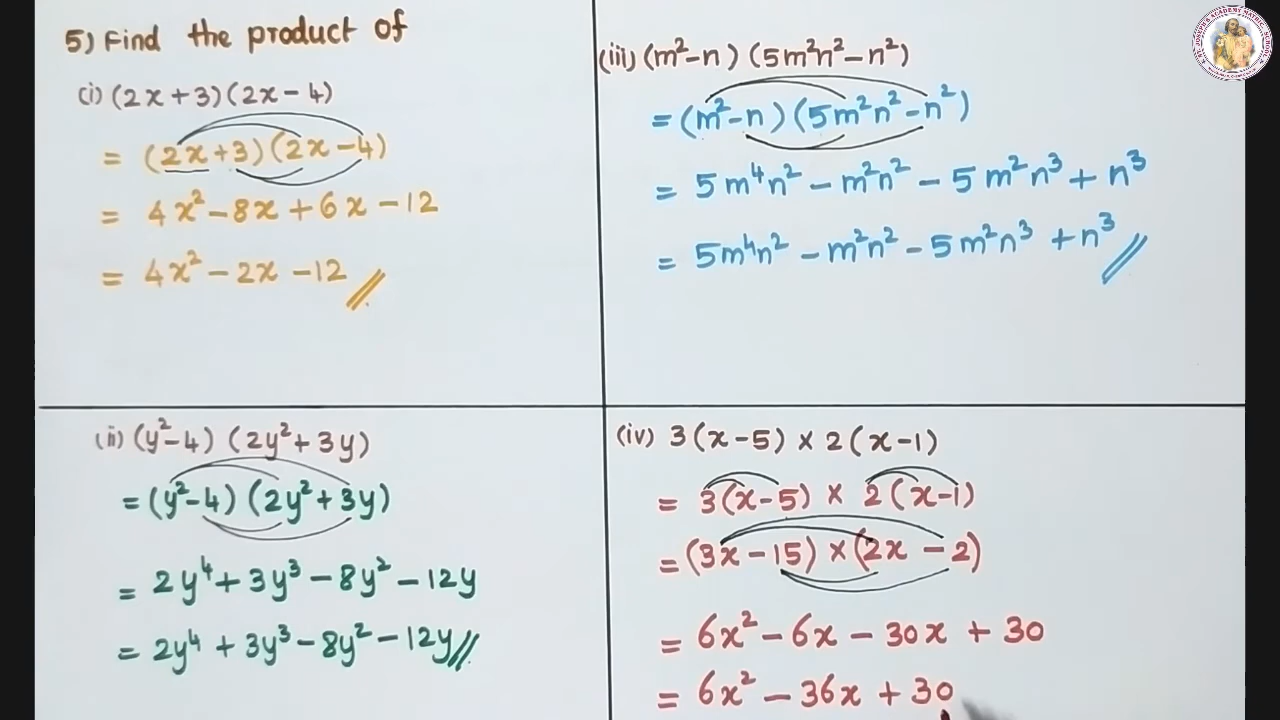 5) Find the product of
(i) (2x + 3) (2x − 4)
= (2x + 3) (2x − 4)
= 4x² − 8x + 6x − 12
= 4x² − 2x − 12
(ii) (y² − 4) (2y² + 3y)
= (y² − 4) (2y² + 3y)
= 2y⁴ + 3y³ − 8y² − 12y
= 2y⁴ + 3y³ − 8y² − 12y
(iii) (m² − n) (5m²n² − n²)
= (m² − n) (5m²n² − n²)
= 5m⁴n² − m²n² − 5m²n³ + n³
= 5m⁴n² − m²n² − 5m²n³ + n³
(iv) 3(x − 5) × 2(x − 1)
= 3(x − 5) × 2(x − 1)
= (3x − 15) × (2x − 2)
= 6x² − 6x − 30x + 30
= 6x² − 36x + 30